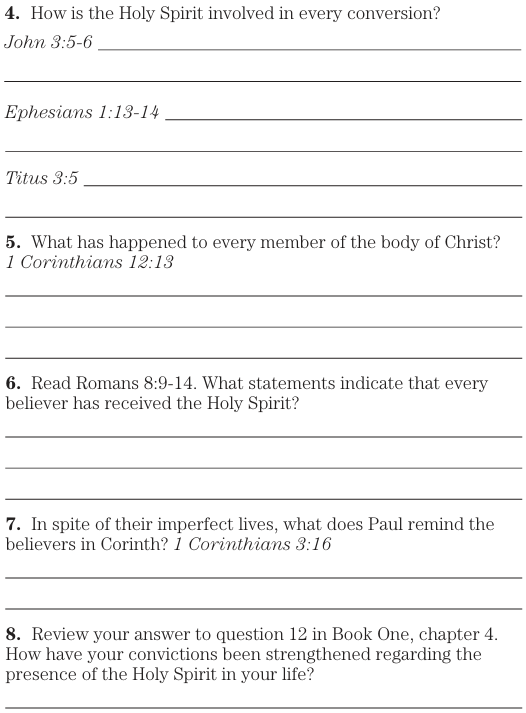 4. How is the Holy Spirit involved in every conversion?
John 3:5-6
Ephesians 1:13-14
Titus 3:5
5. What has happened to every member of the body of Christ?
1 Corinthians 12:13
6. Read Romans 8:9-14. What statements indicate that every
believer has received the Holy Spirit?
7. In spite of their imperfect lives, what does Paul remind the
believers in Corinth? 1 Corinthians 3:16
8. Review your answer to question 12 in Book One, chapter 4.
How have your convictions been strengthened regarding the
presence of the Holy Spirit in your life?